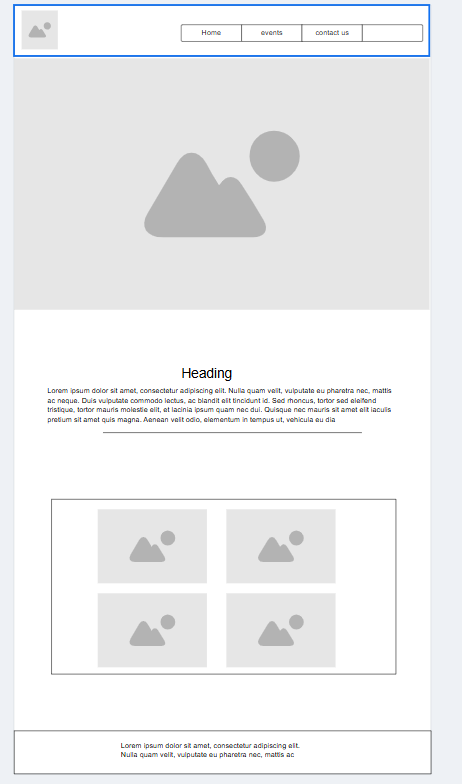 Home
events
contact us
Heading
Lorem ipsum dolor sit amet, consectetur adipiscing elit. Nulla quam velit, vulputate eu pharetra nec, mattis
ac neque. Duis vulputate commodo lectus, ac blandit elit tincidunt id. Sed rhoncus, tortor sed eleifend
tristique, tortor mauris molestie elit, et lacinia ipsum quam nec dui. Quisque nec mauris sit amet elit iaculis
pretium sit amet quis magna. Aenean velit odio, elementum in tempus ut, vehicula eu dia
Lorem ipsum dolor sit amet, consectetur adipiscing elit.
Nulla quam velit, vulputate eu pharetra nec, mattis ac